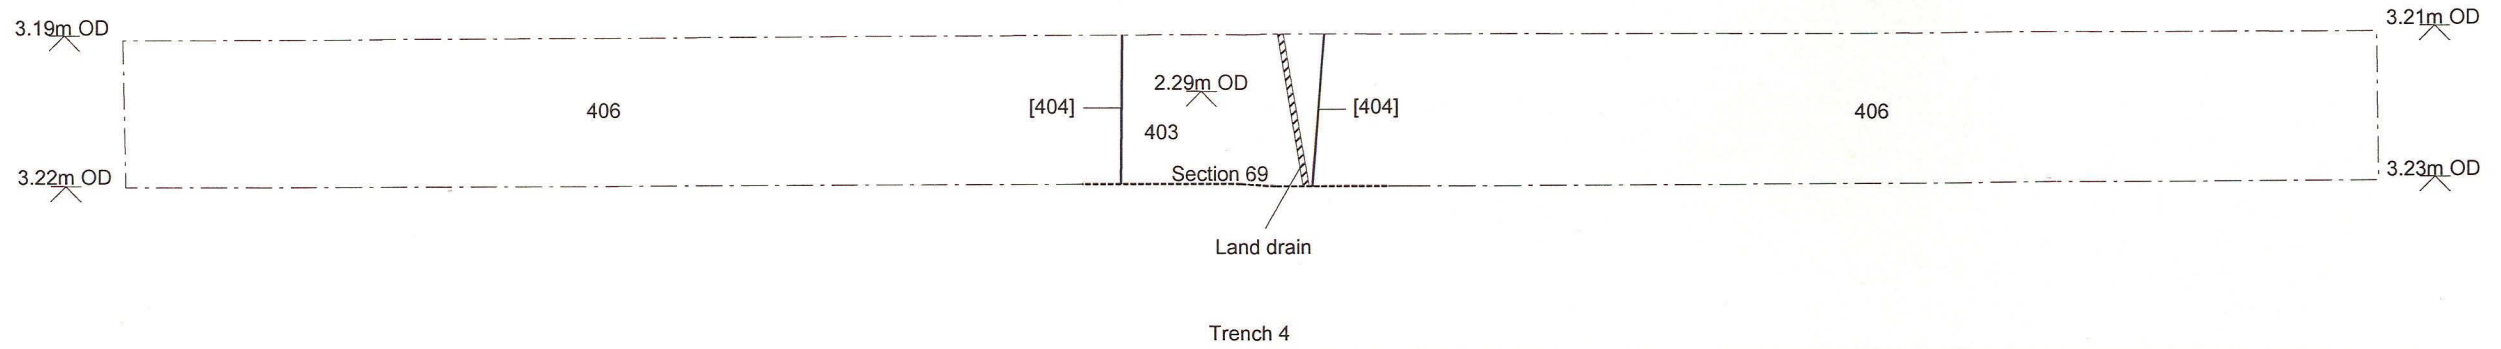 3.19m OD
3.21m OD
2.29m OD
406
[404]
403
[404]
406
3.22m OD
Section 69
3.23m OD
Land drain
Trench 4